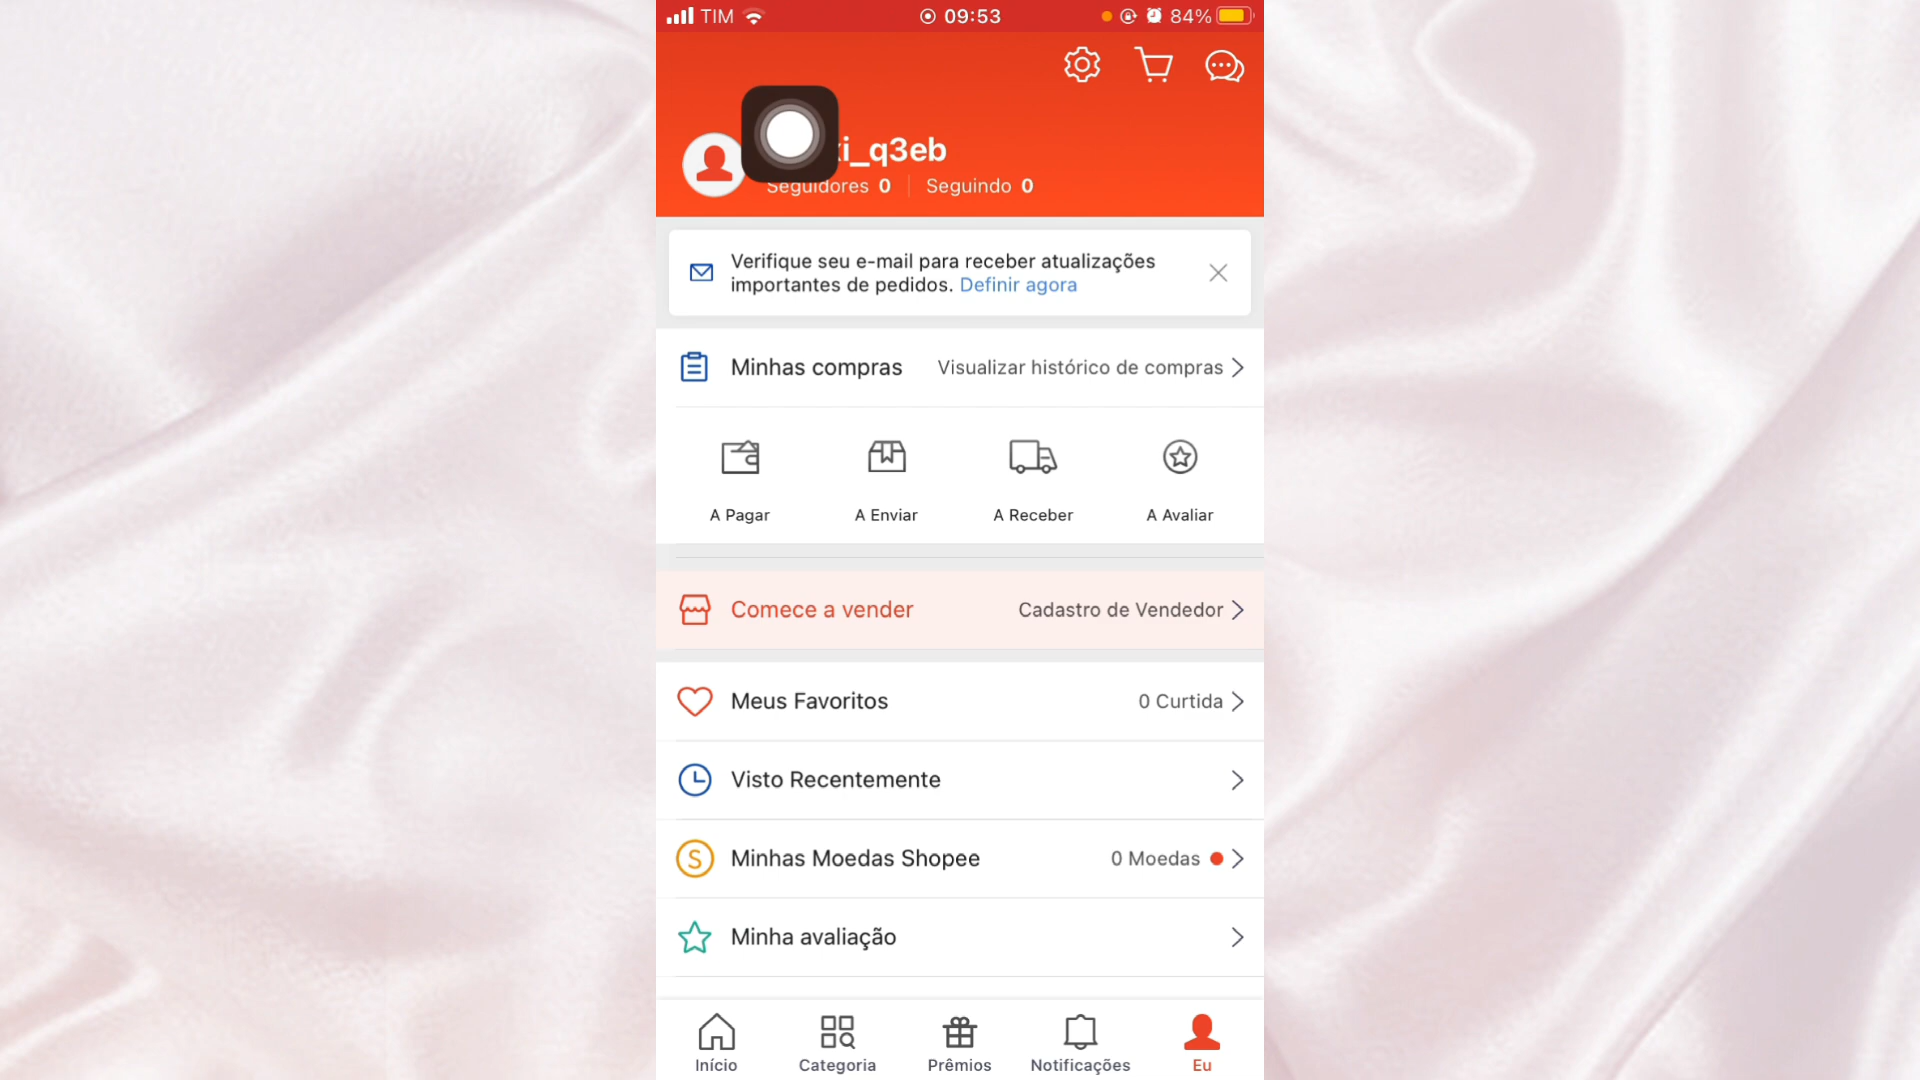 TIM 09:53 84%
i_q3eb
Seguidores 0 Seguindo 0
Verifique seu e-mail para receber atualizações
importantes de pedidos. Definir agora
Minhas compras Visualizar histórico de compras
A Pagar A Enviar A Receber A Avaliar
Comece a vender Cadastro de Vendedor
Meus Favoritos 0 Curtida
Visto Recentemente
S Minhas Moedas Shopee 0 Moedas
Minha avaliação
Início Categoria Prêmios Notificações Eu